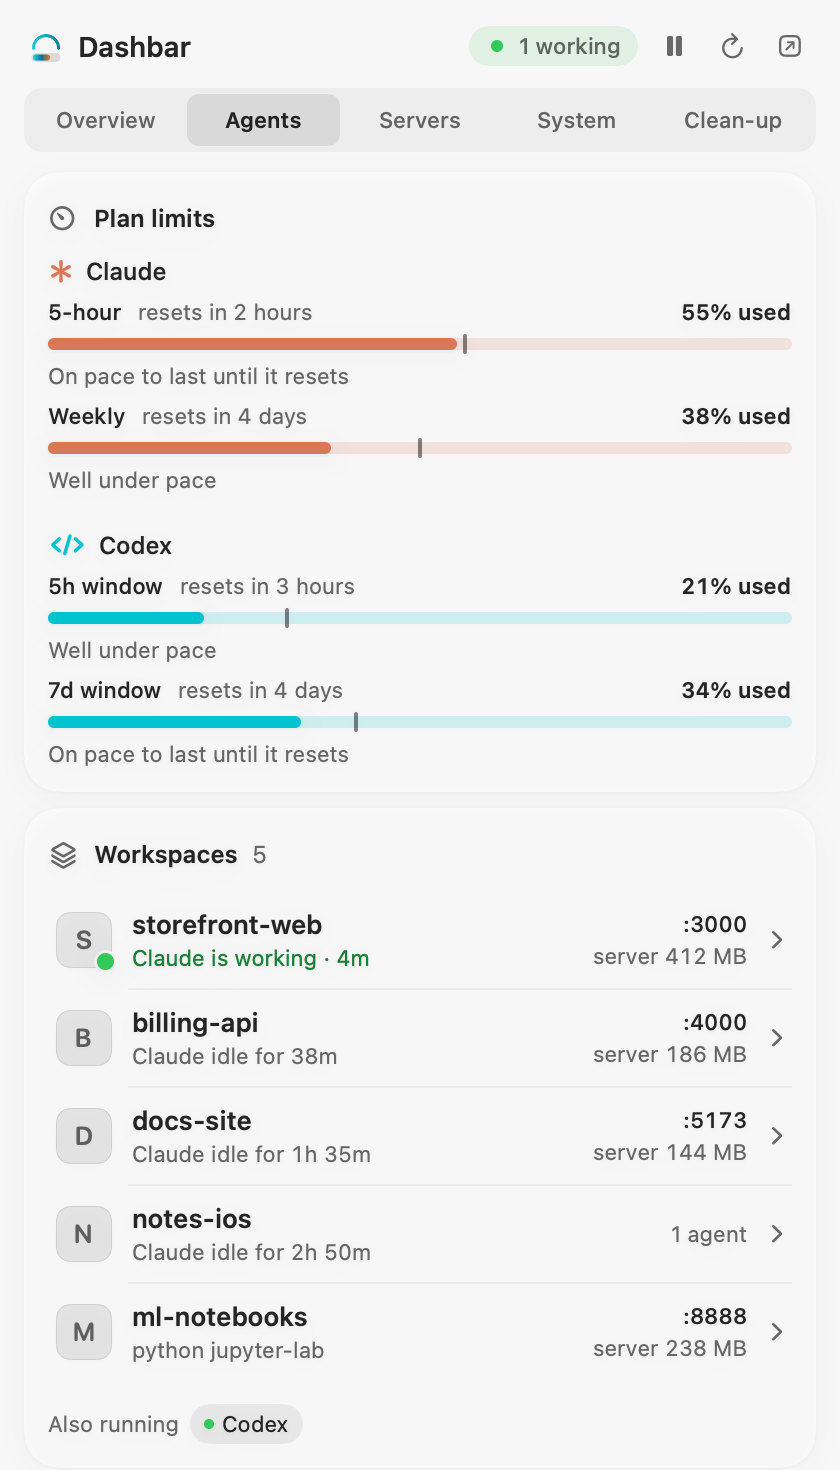 Dashbar
1 working
Overview Agents Servers System Clean-up
Plan limits
Claude
5-hour resets in 2 hours 55% used
On pace to last until it resets
Weekly resets in 4 days 38% used
Well under pace
Codex
5h window resets in 3 hours 21% used
Well under pace
7d window resets in 4 days 34% used
On pace to last until it resets
Workspaces 5
S storefront-web :3000
Claude is working · 4m server 412 MB
B billing-api :4000
Claude idle for 38m server 186 MB
D docs-site :5173
Claude idle for 1h 35m server 144 MB
N notes-ios 1 agent
Claude idle for 2h 50m
M ml-notebooks :8888
python jupyter-lab server 238 MB
Also running Codex